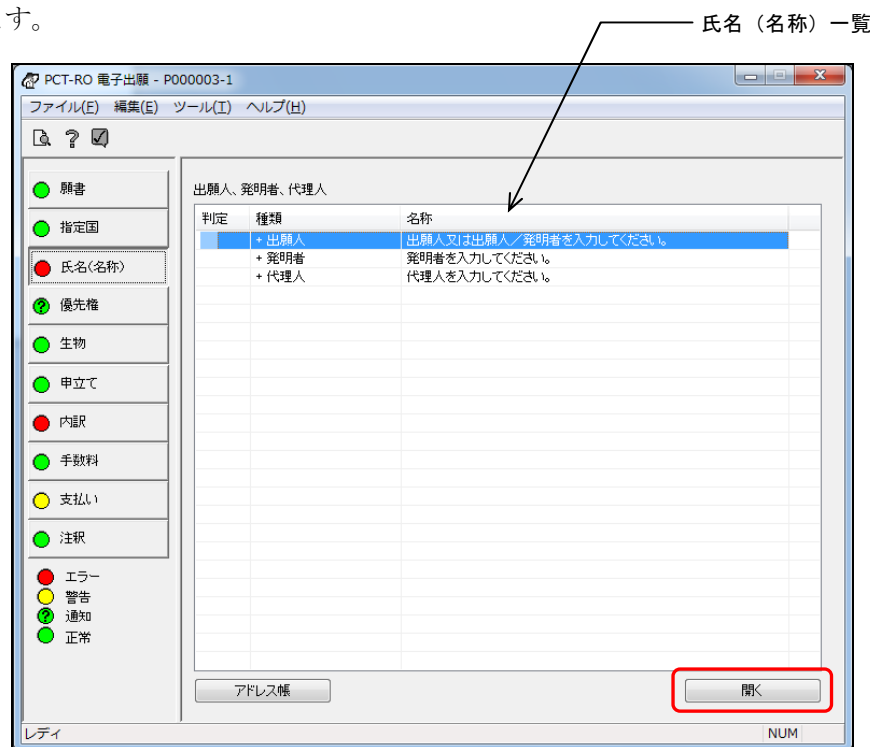 す。
氏名（名称）一覧
PCT-RO 電子出願 - P000003-1
ファイル(F) 編集(E) ツール(T) ヘルプ(H)
願書
指定国
氏名(名称)
優先権
生物
申立て
内訳
手数料
支払い
注釈
エラー
警告
通知
正常
出願人、発明者、代理人
判定 種類 名称
+ 出願人 出願人又は出願人／発明者を入力してください。
+ 発明者 発明者を入力してください。
+ 代理人 代理人を入力してください。
アドレス帳 開く
レディ NUM